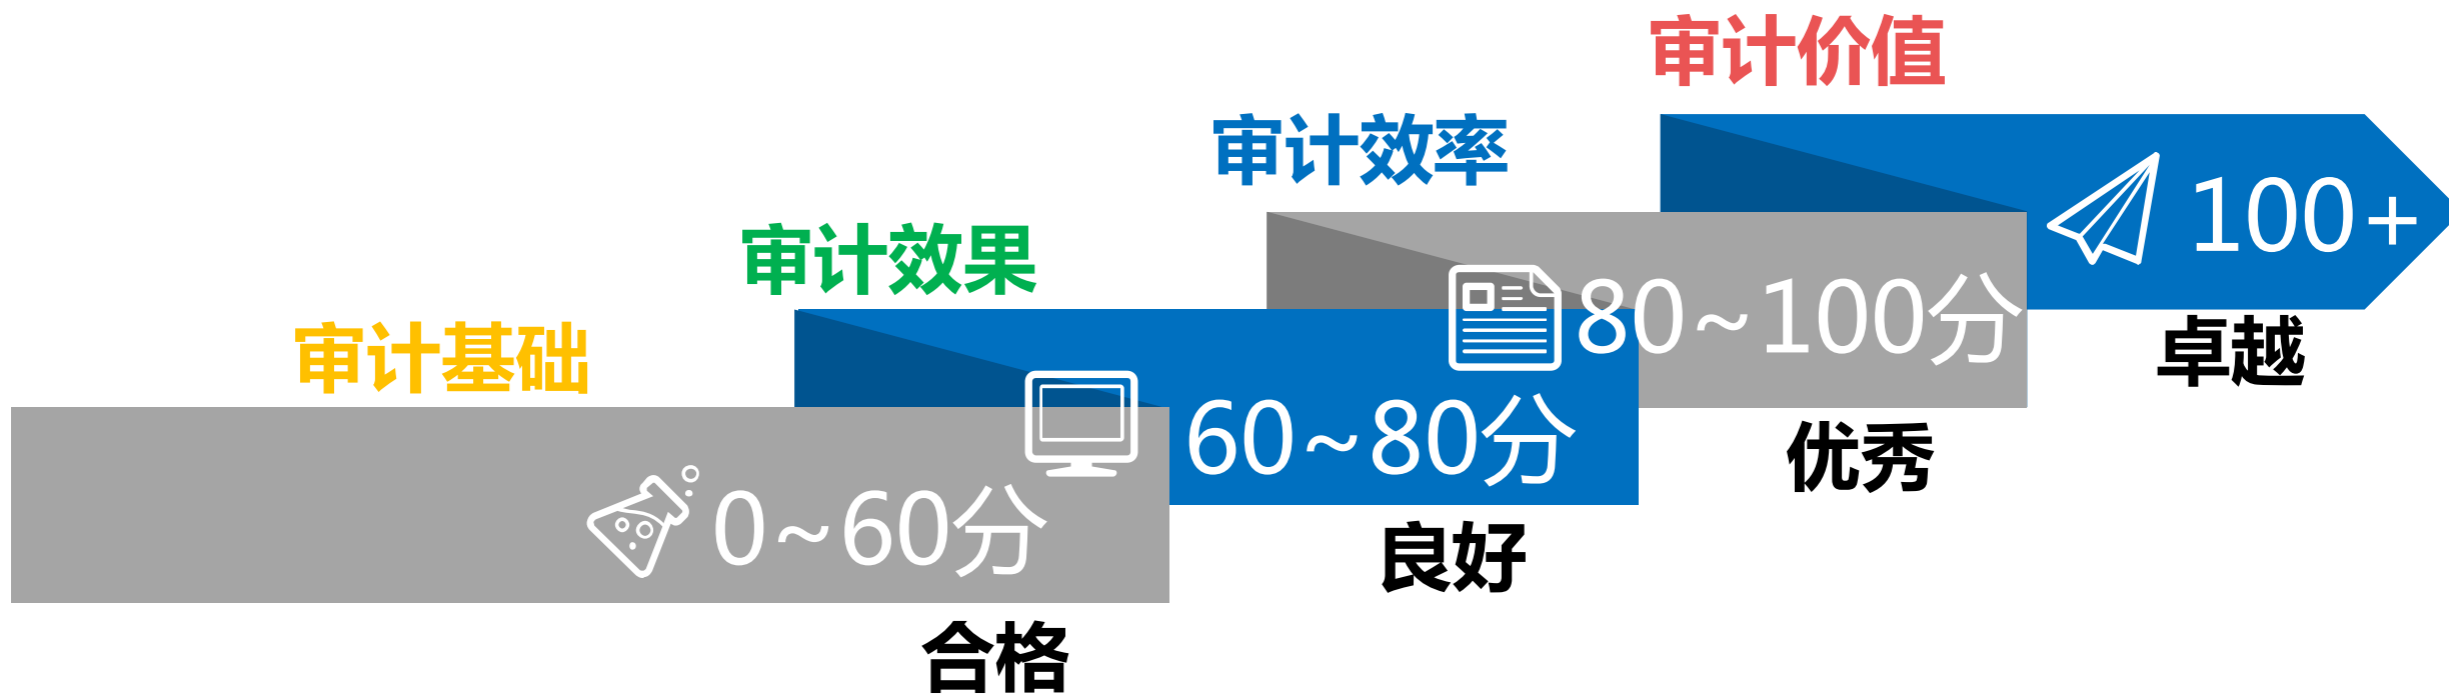 审计价值
审计效率
100+
审计效果
80~100分
卓越
审计基础
60~80分
优秀
0~60分
良好
合格